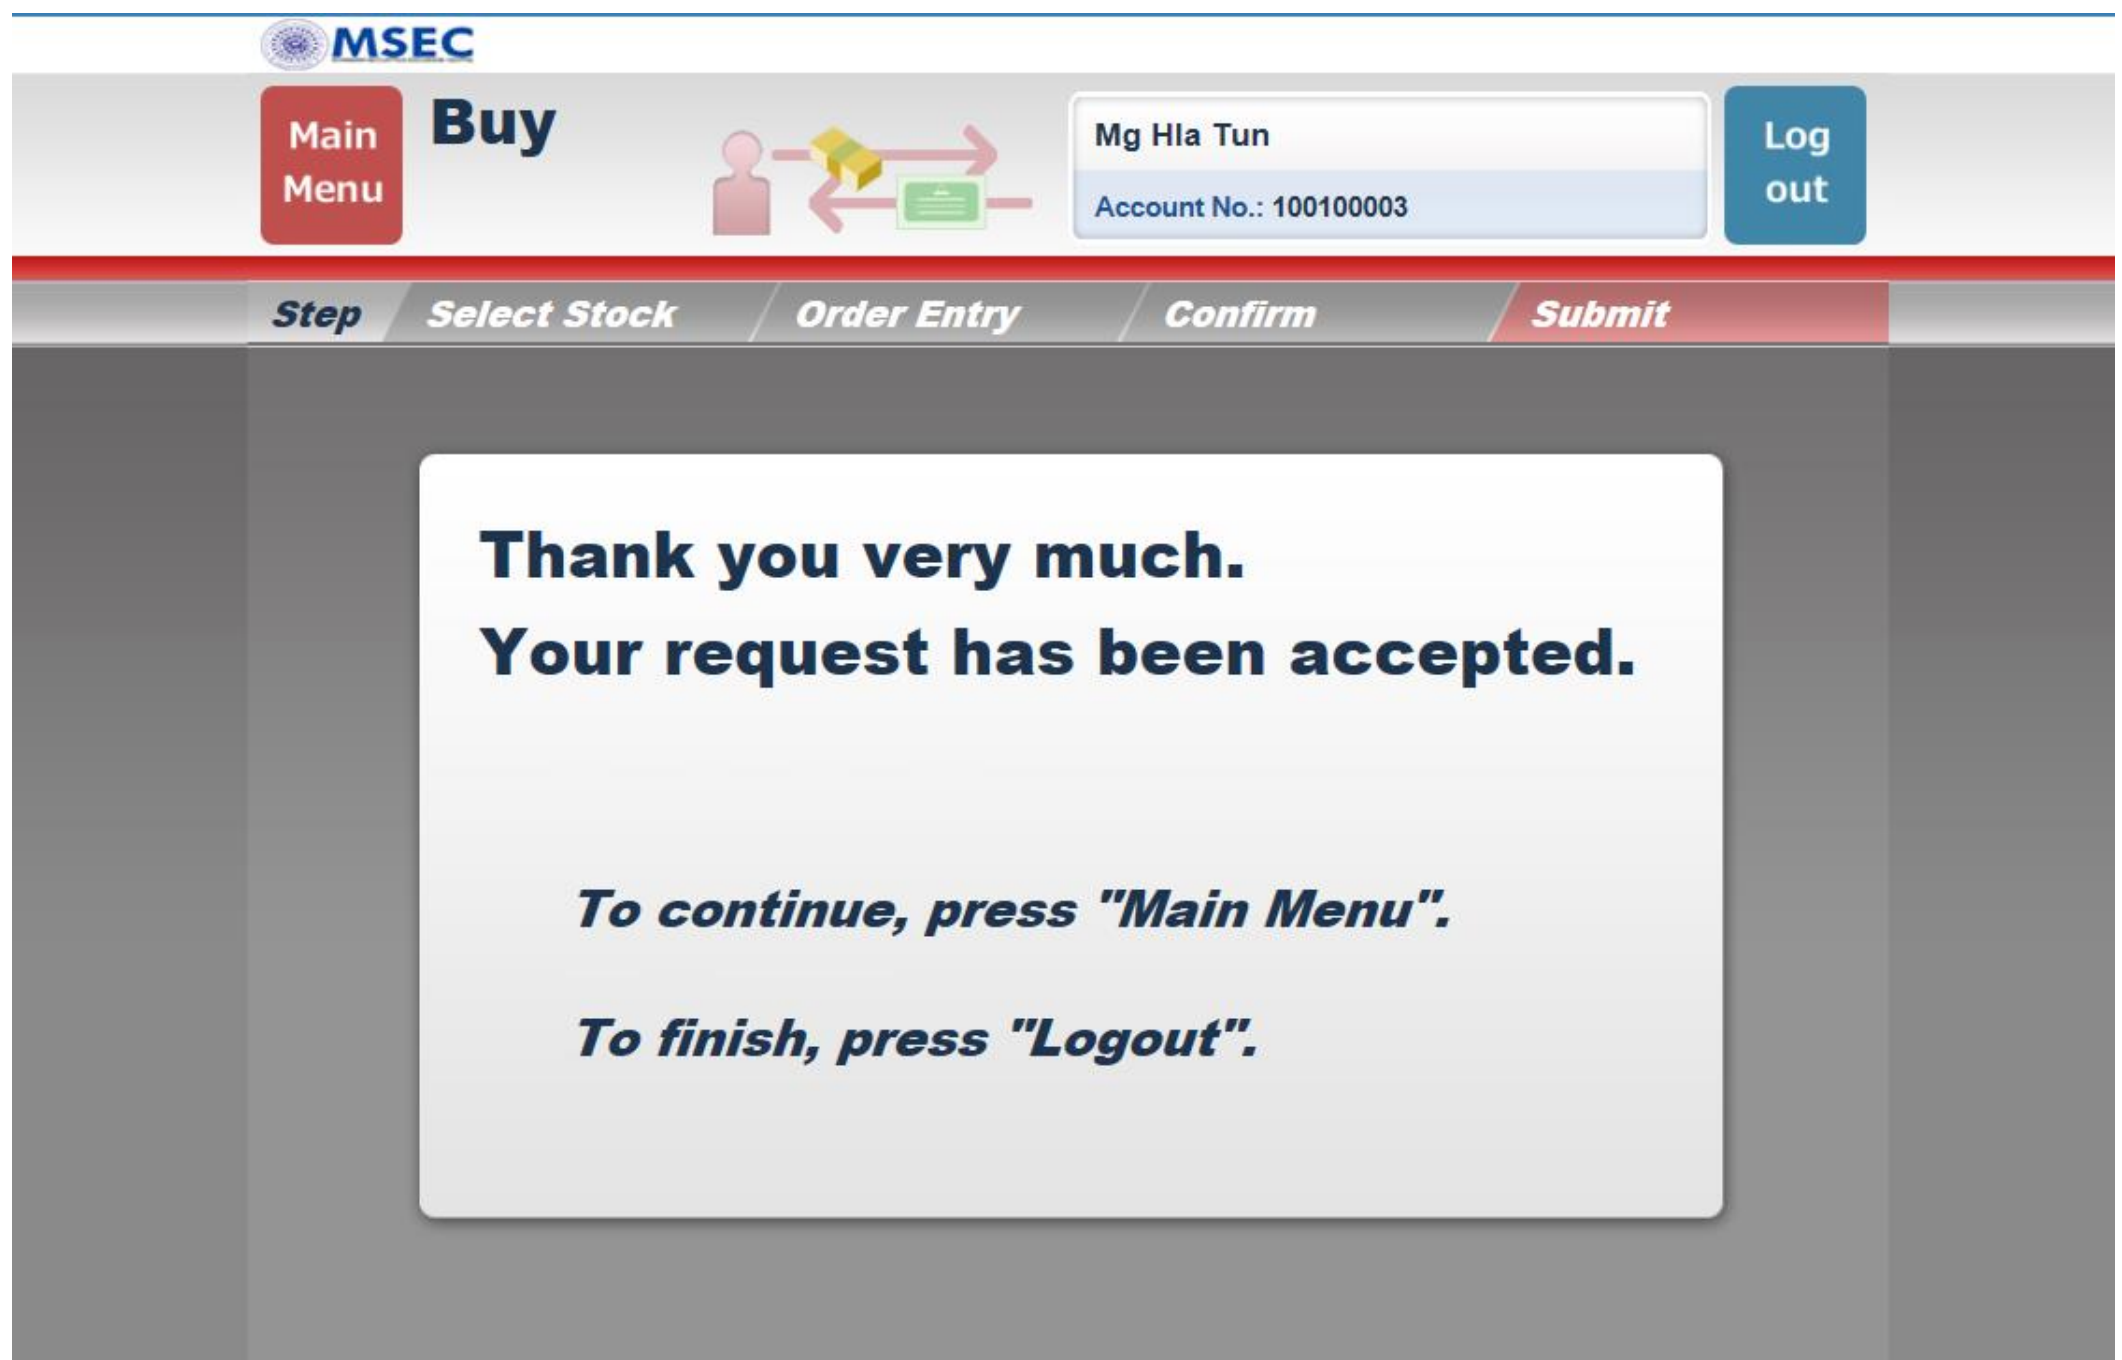 MSEC
Main
Menu
Buy
Mg Hla Tun
Account No.: 100100003
Log
out
Step
Select Stock
Order Entry
Confirm
Submit
Thank you very much.
Your request has been accepted.
To continue, press "Main Menu".
To finish, press "Logout".